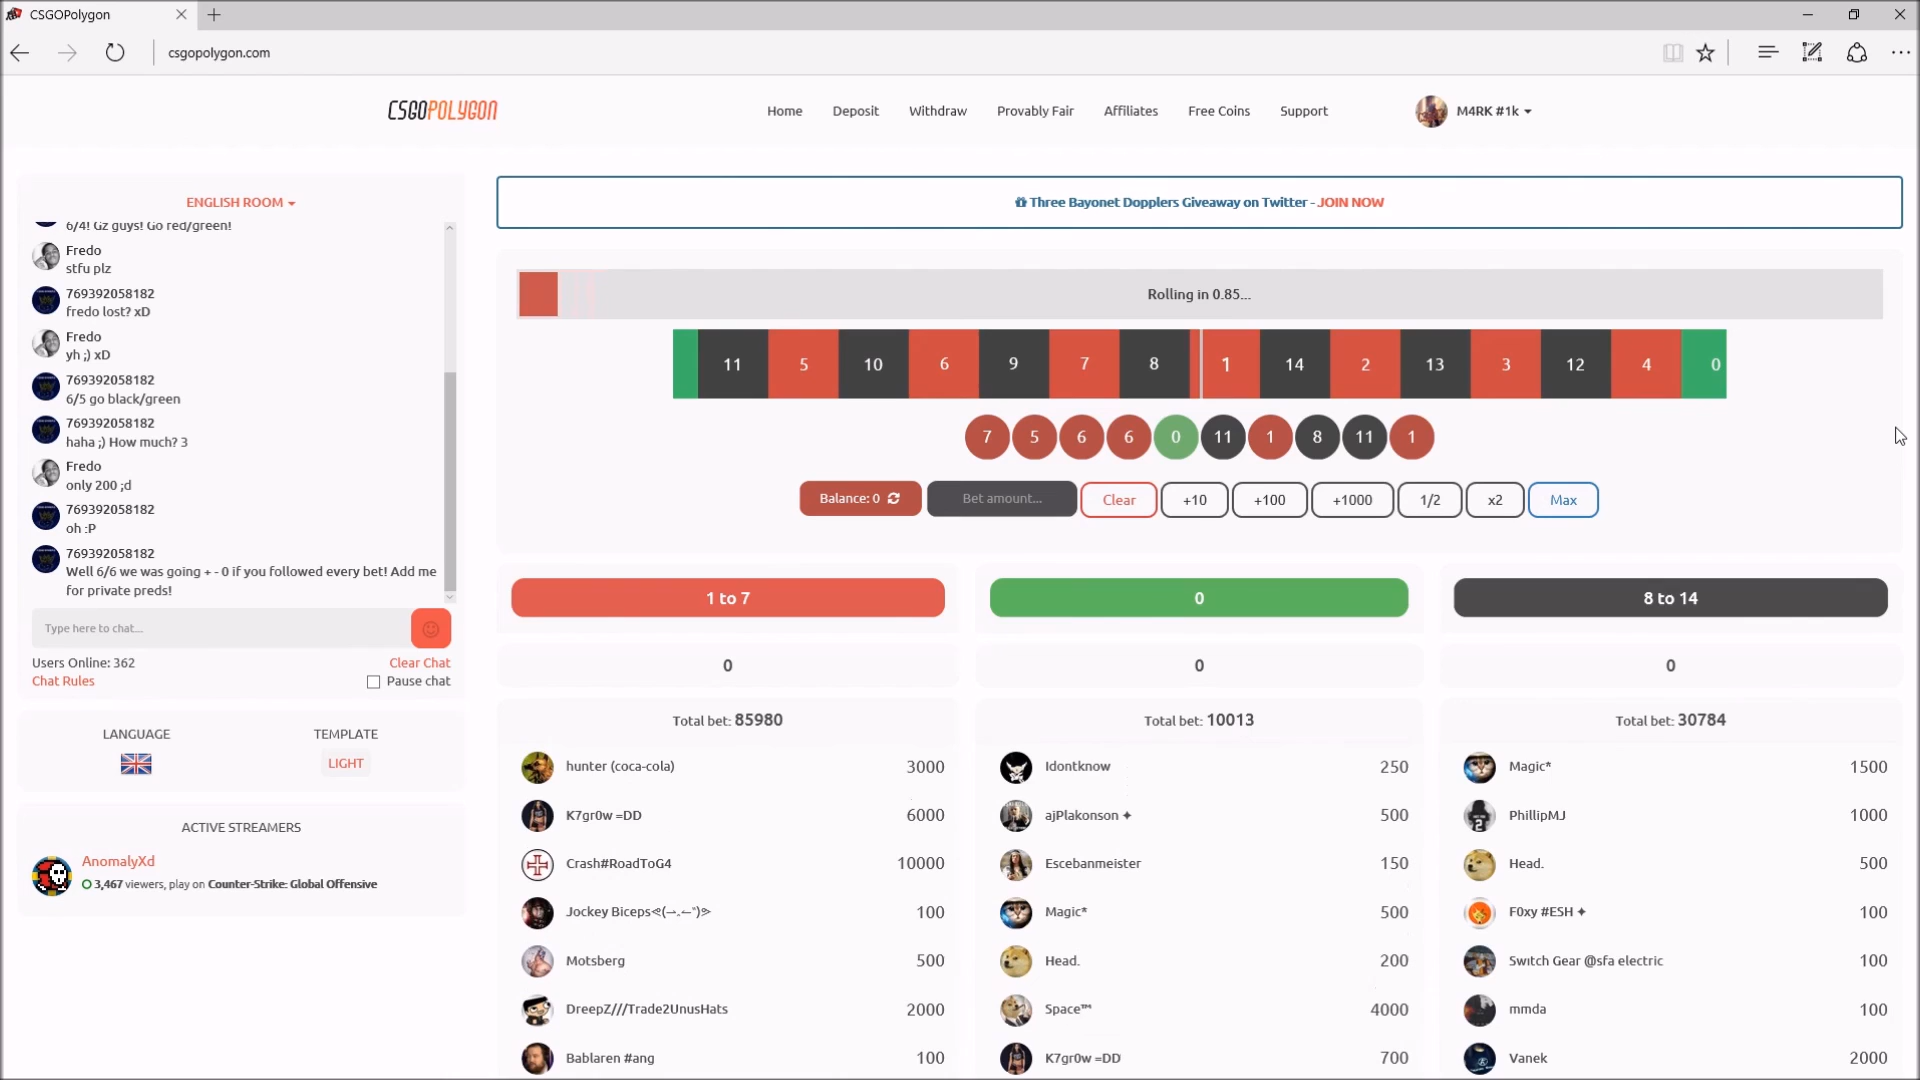 CSGOPolygon
csgopolygon.com
CSGOPOLYGON
Home
Deposit
Withdraw
Provably Fair
Affiliates
Free Coins
Support
M4RK #1k
ENGLISH ROOM
6/4! Gz guys! Go red/green!
Fredo
stfu plz
769392058182
fredo lost? xD
Fredo
yh ;) xD
769392058182
6/5 go black/green
769392058182
haha ;) How much? 3
Fredo
only 200 ;d
769392058182
oh :P
769392058182
Well 6/6 we was going + - 0 if you followed every bet! Add me
for private preds!
Type here to chat...
Users Online: 362
Clear Chat
Chat Rules
Pause chat
LANGUAGE
TEMPLATE
LIGHT
ACTIVE STREAMERS
AnomalyXd
3,467 viewers, play on Counter-Strike: Global Offensive
Three Bayonet Dopplers Giveaway on Twitter - JOIN NOW
Rolling in 0.85...
11 5 10 6 9 7 8 1 14 2 13 3 12 4 0
7 5 6 6 0 11 1 8 11 1
Balance: 0
Bet amount...
Clear
+10
+100
+1000
1/2
x2
Max
1 to 7
0
Total bet: 85980
hunter (coca-cola) 3000
K7gr0w =DD 6000
Crash#RoadToG4 10000
Jockey Biceps 100
Motsberg 500
DreepZ///Trade2UnusHats 2000
Bablaren #ang 100
0
0
Total bet: 10013
Idontknow 250
ajPlakonson ✦ 500
Escebanmeister 150
Magic* 500
Head. 200
Space™ 4000
K7gr0w =DD 700
8 to 14
0
Total bet: 30784
Magic* 1500
PhillipMJ 1000
Head. 500
F0xy #ESH ✦ 100
Switch Gear @sfa electric 100
mmda 100
Vanek 2000